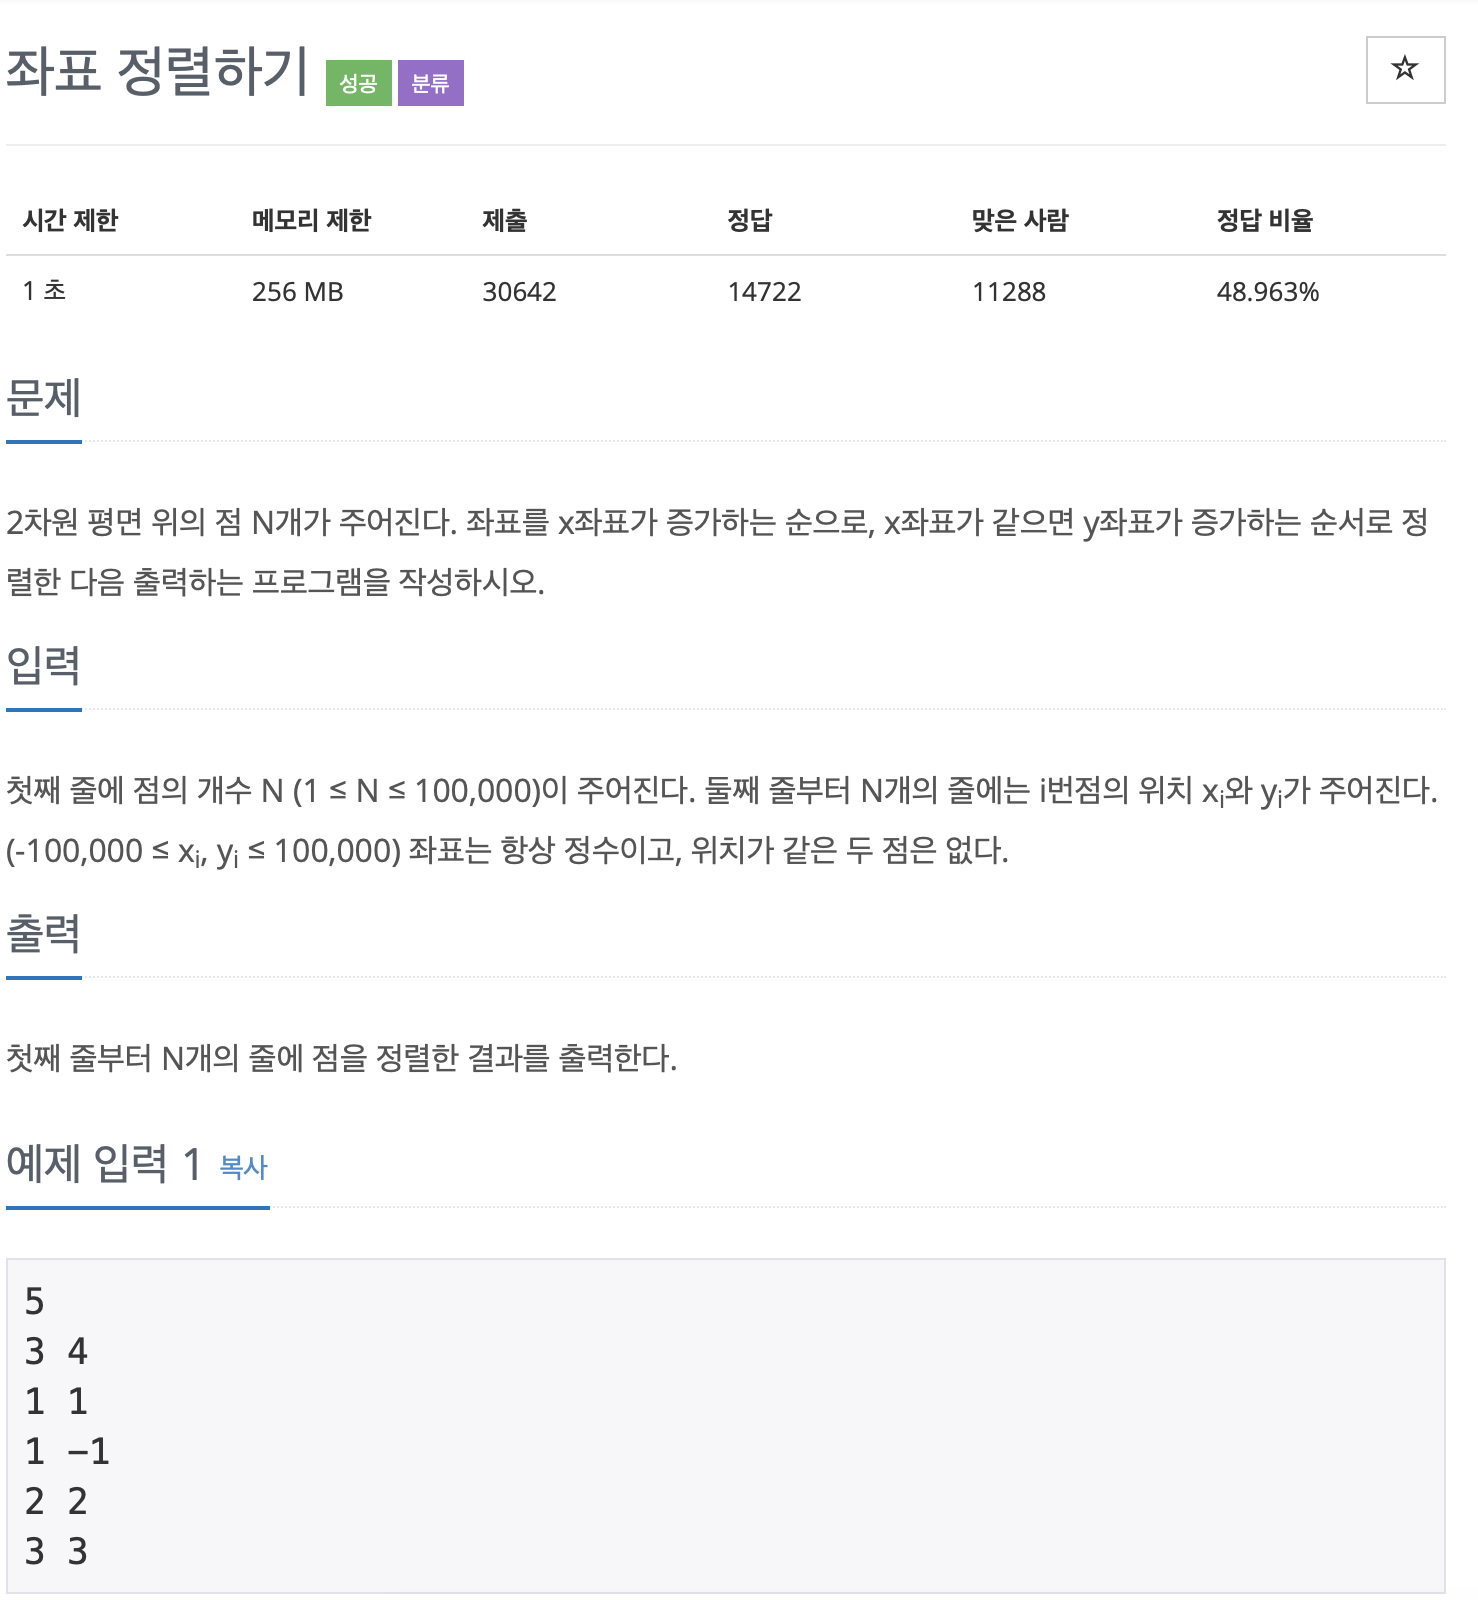 좌표 정렬하기 성공 분류 ☆
시간 제한 메모리 제한 제출 정답 맞은 사람 정답 비율
1 초 256 MB 30642 14722 11288 48.963%
문제
2차원 평면 위의 점 N개가 주어진다. 좌표를 x좌표가 증가하는 순으로, x좌표가 같으면 y좌표가 증가하는 순서로 정
렬한 다음 출력하는 프로그램을 작성하시오.
입력
첫째 줄에 점의 개수 N (1 ≤ N ≤ 100,000)이 주어진다. 둘째 줄부터 N개의 줄에는 i번점의 위치 xi와 yi가 주어진다.
(-100,000 ≤ xi, yi ≤ 100,000) 좌표는 항상 정수이고, 위치가 같은 두 점은 없다.
출력
첫째 줄부터 N개의 줄에 점을 정렬한 결과를 출력한다.
예제 입력 1 복사
5
3 4
1 1
1 -1
2 2
3 3